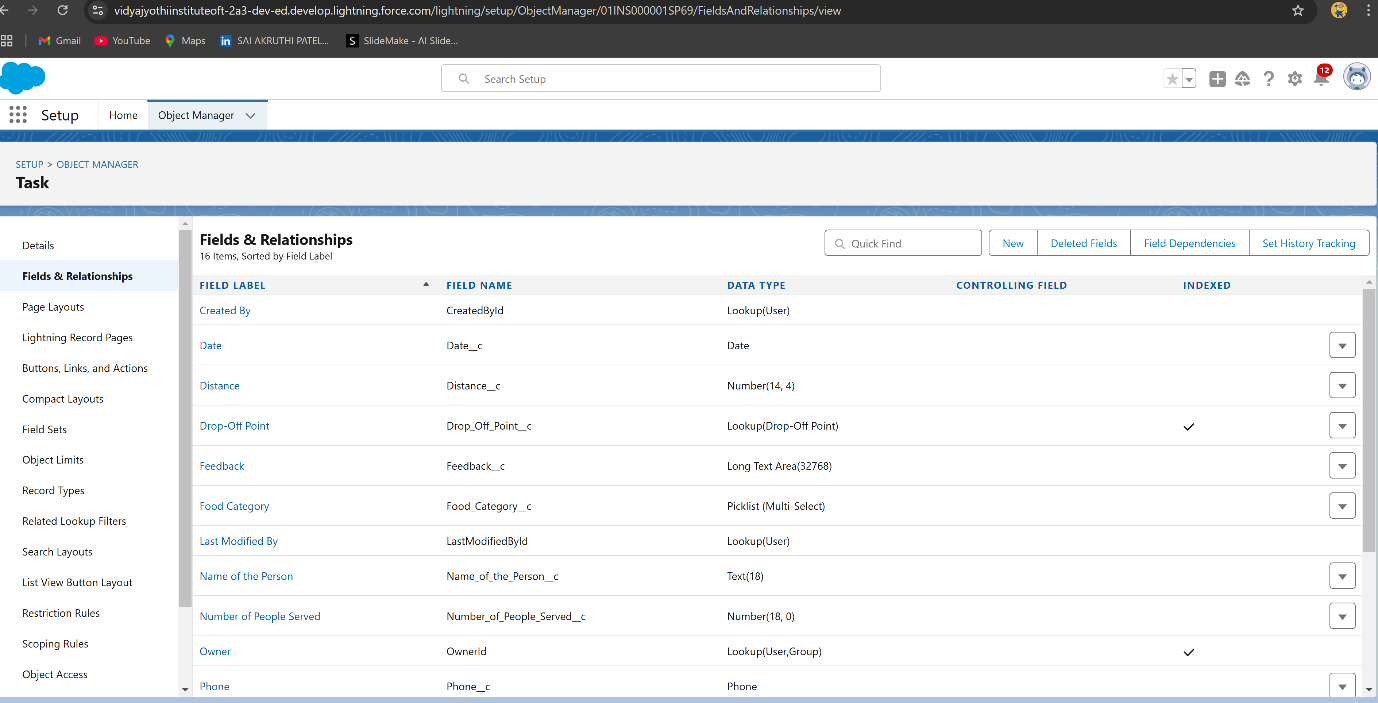 vidyajyothiinstituteoft-2a3-dev-ed.develop.lightning.force.com/lightning/setup/ObjectManager/01INS000001SP69/FieldsAndRelationships/view
Gmail YouTube Maps SAI AKRUTHI PATEL... SlideMake - AI Slide...
Search Setup
12
Setup Home Object Manager
SETUP > OBJECT MANAGER
Task
Details
Fields & Relationships
Page Layouts
Lightning Record Pages
Buttons, Links, and Actions
Compact Layouts
Field Sets
Object Limits
Record Types
Related Lookup Filters
Search Layouts
List View Button Layout
Restriction Rules
Scoping Rules
Object Access
Fields & Relationships
16 Items, Sorted by Field Label
Quick Find New Deleted Fields Field Dependencies Set History Tracking
FIELD LABEL FIELD NAME DATA TYPE CONTROLLING FIELD INDEXED
Created By CreatedById Lookup(User)
Date Date__c Date
Distance Distance__c Number(14, 4)
Drop-Off Point Drop_Off_Point__c Lookup(Drop-Off Point)
Feedback Feedback__c Long Text Area(32768)
Food Category Food_Category__c Picklist (Multi-Select)
Last Modified By LastModifiedById Lookup(User)
Name of the Person Name_of_the_Person__c Text(18)
Number of People Served Number_of_People_Served__c Number(18, 0)
Owner OwnerId Lookup(User,Group)
Phone Phone__c Phone